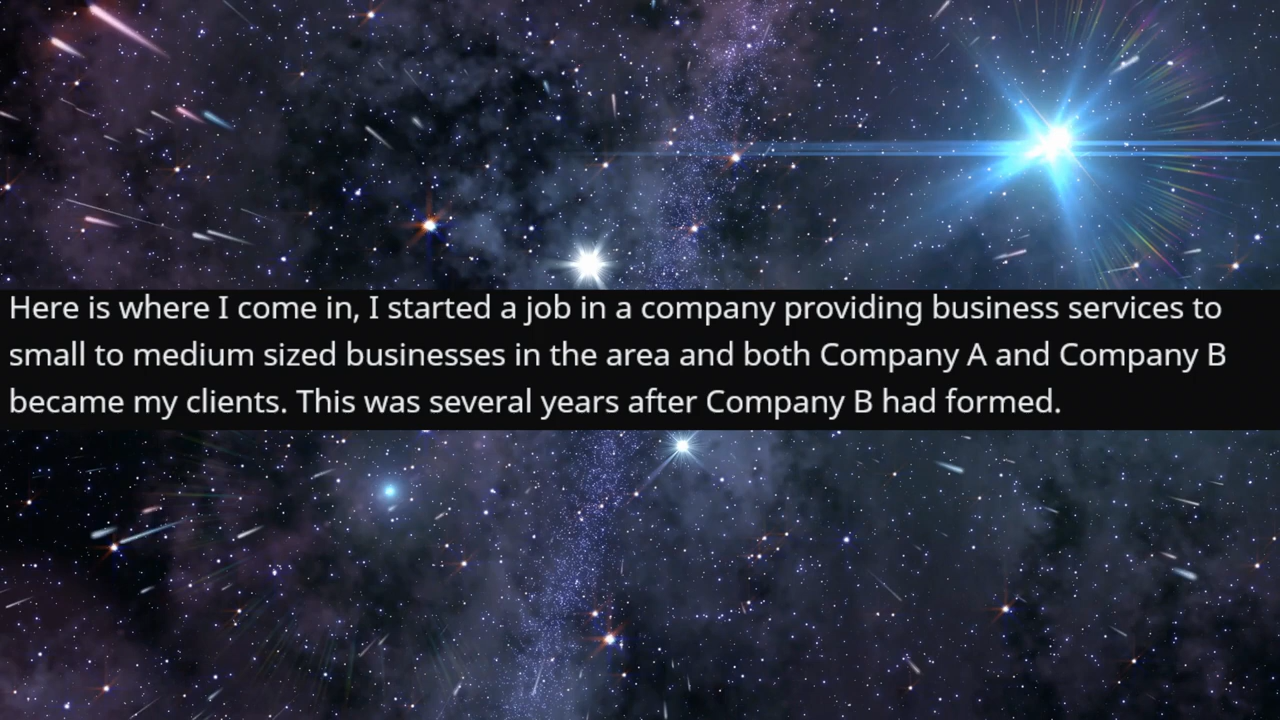 Here is where I come in, I started a job in a company providing business services to
small to medium sized businesses in the area and both Company A and Company B
became my clients. This was several years after Company B had formed.